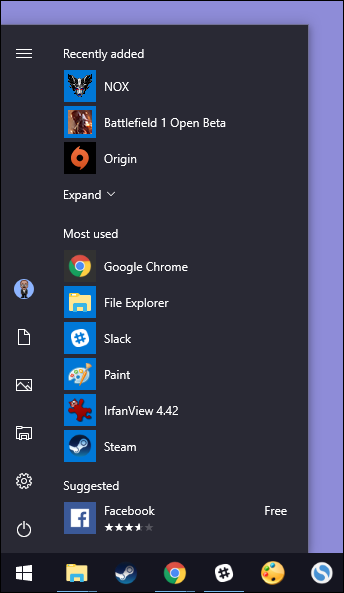 Recently added
NOX
Battlefield 1 Open Beta
Origin
Expand
Most used
Google Chrome
File Explorer
Slack
Paint
IrfanView 4.42
Steam
Suggested
Facebook Free